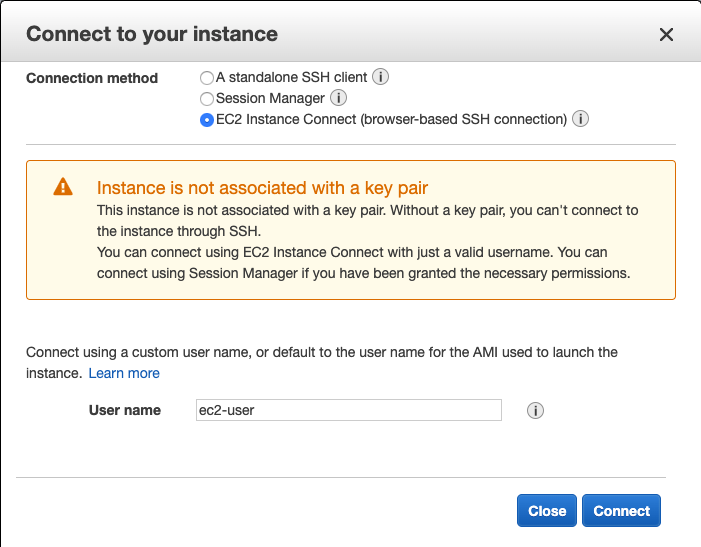 Connect to your instance
Connection method
A standalone SSH client
Session Manager
EC2 Instance Connect (browser-based SSH connection)
Instance is not associated with a key pair
This instance is not associated with a key pair. Without a key pair, you can't connect to
the instance through SSH.
You can connect using EC2 Instance Connect with just a valid username. You can
connect using Session Manager if you have been granted the necessary permissions.
Connect using a custom user name, or default to the user name for the AMI used to launch the
instance. Learn more
User name ec2-user
Close Connect